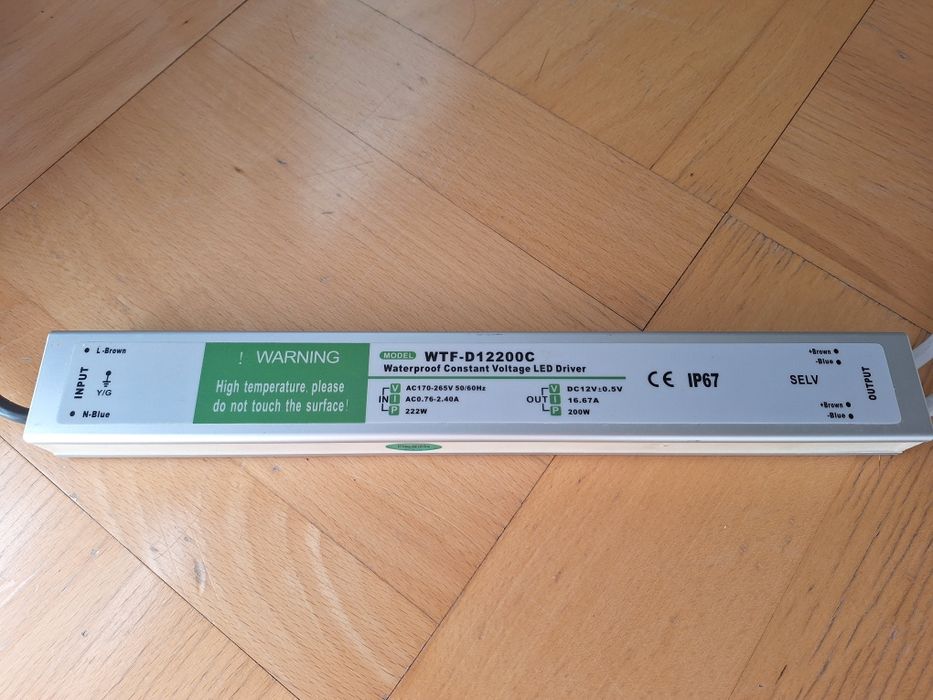 INPUT
L-Brown
Y/G
N-Blue
! WARNING
High temperature, please
do not touch the surface!
MODEL WTF-D12200C
Waterproof Constant Voltage LED Driver
IN
V AC170-265V 50/60Hz
I AC0.76-2.40A
P 222W
OUT
V DC12V±0.5V
I 16.67A
P 200W
CE IP67
SELV
+Brown
-Blue
+Brown
-Blue
OUTPUT